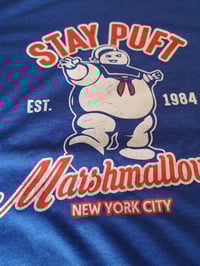 STAY PUFT
EST. 1984
Marshmallow
NEW YORK CITY